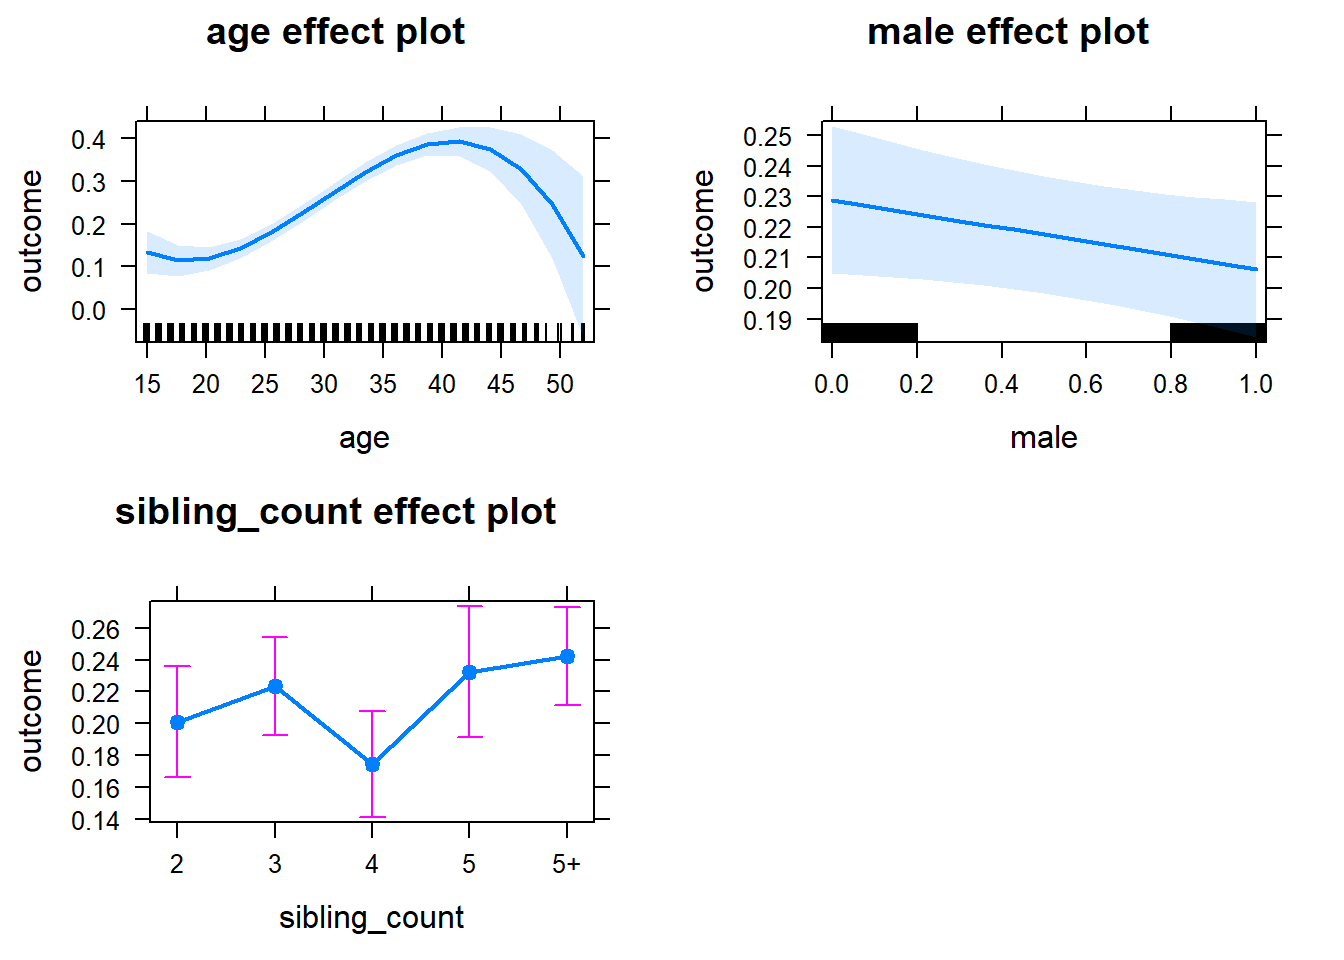 age effect plot
outcome
0.4
0.3
0.2
0.1
0.0
15 20 25 30 35 40 45 50
age
male effect plot
outcome
0.25
0.24
0.23
0.22
0.21
0.20
0.19
0.0 0.2 0.4 0.6 0.8 1.0
male
sibling_count effect plot
outcome
0.26
0.24
0.22
0.20
0.18
0.16
0.14
2 3 4 5 5+
sibling_count